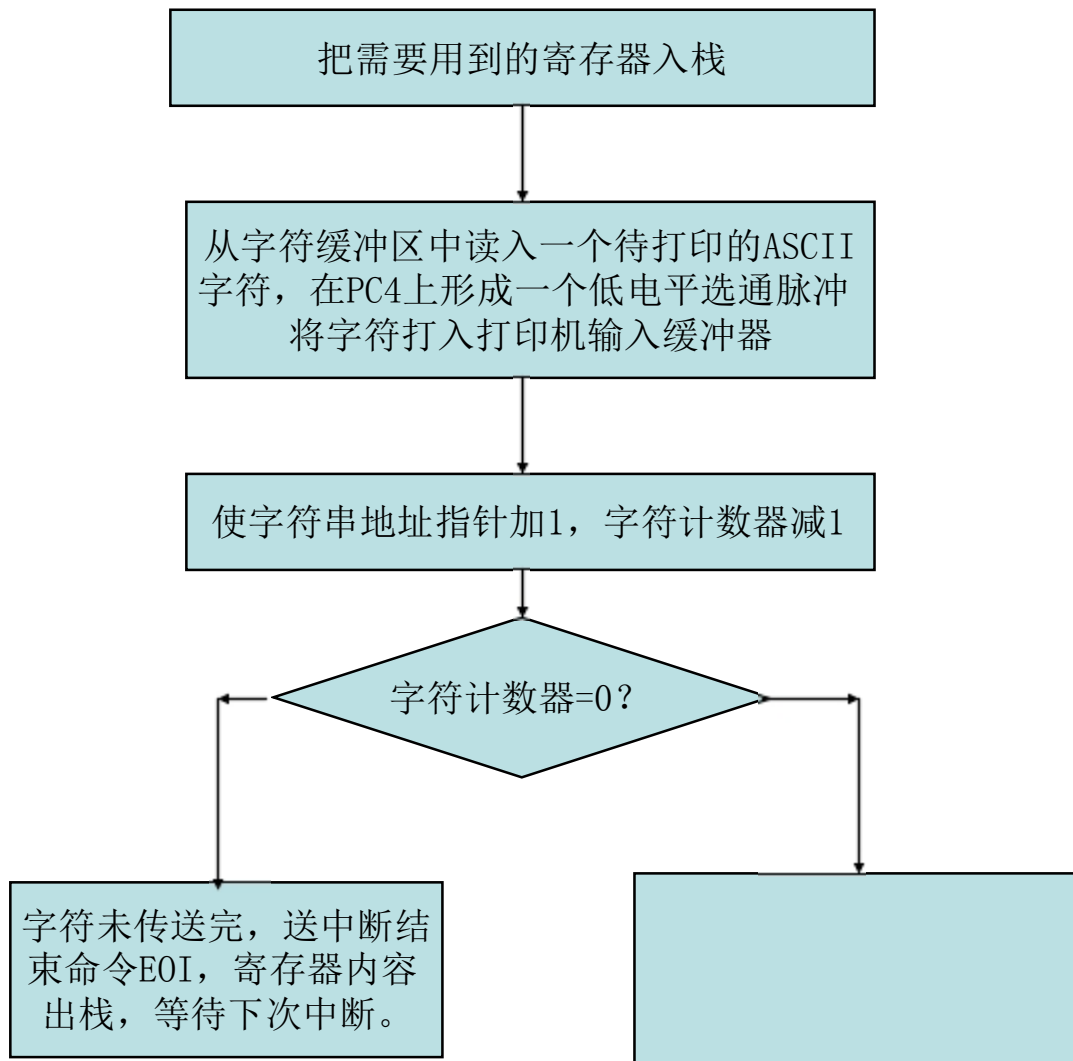 把需要用到的寄存器入栈
从字符缓冲区中读入一个待打印的ASCII
字符，在PC4上形成一个低电平选通脉冲
将字符打入打印机输入缓冲器
使字符串地址指针加1，字符计数器减1
字符计数器=0？
字符未传送完，送中断结
束命令EOI，寄存器内容
出栈，等待下次中断。